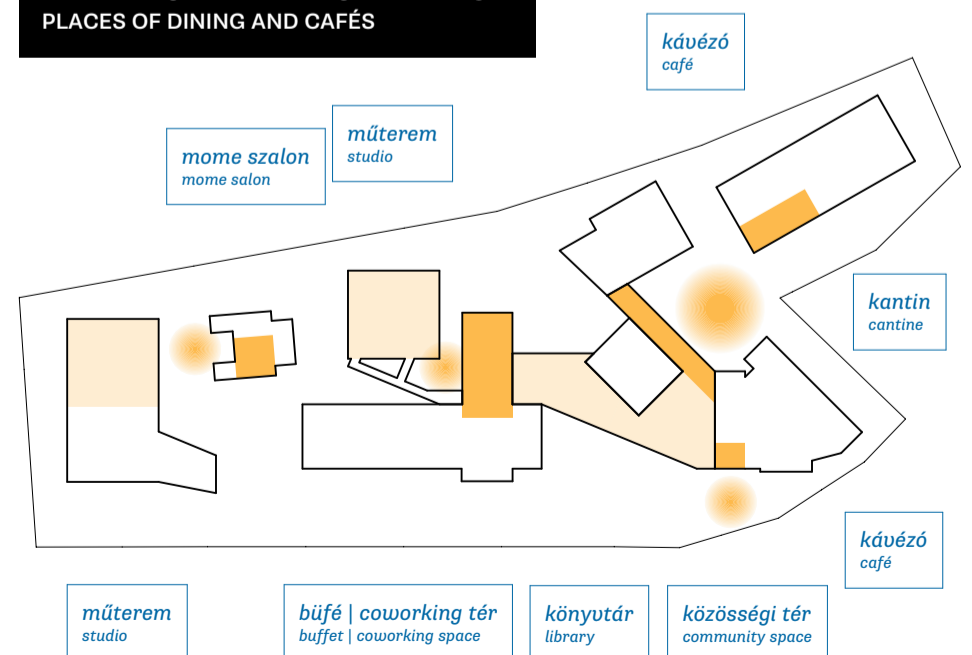 PLACES OF DINING AND CAFÉS
kávézó
café
műterem
studio
mome szalon
mome salon
kantin
cantine
kávézó
café
műterem
studio
büfé | coworking tér
buffet | coworking space
könyvtár
library
közösségi tér
community space